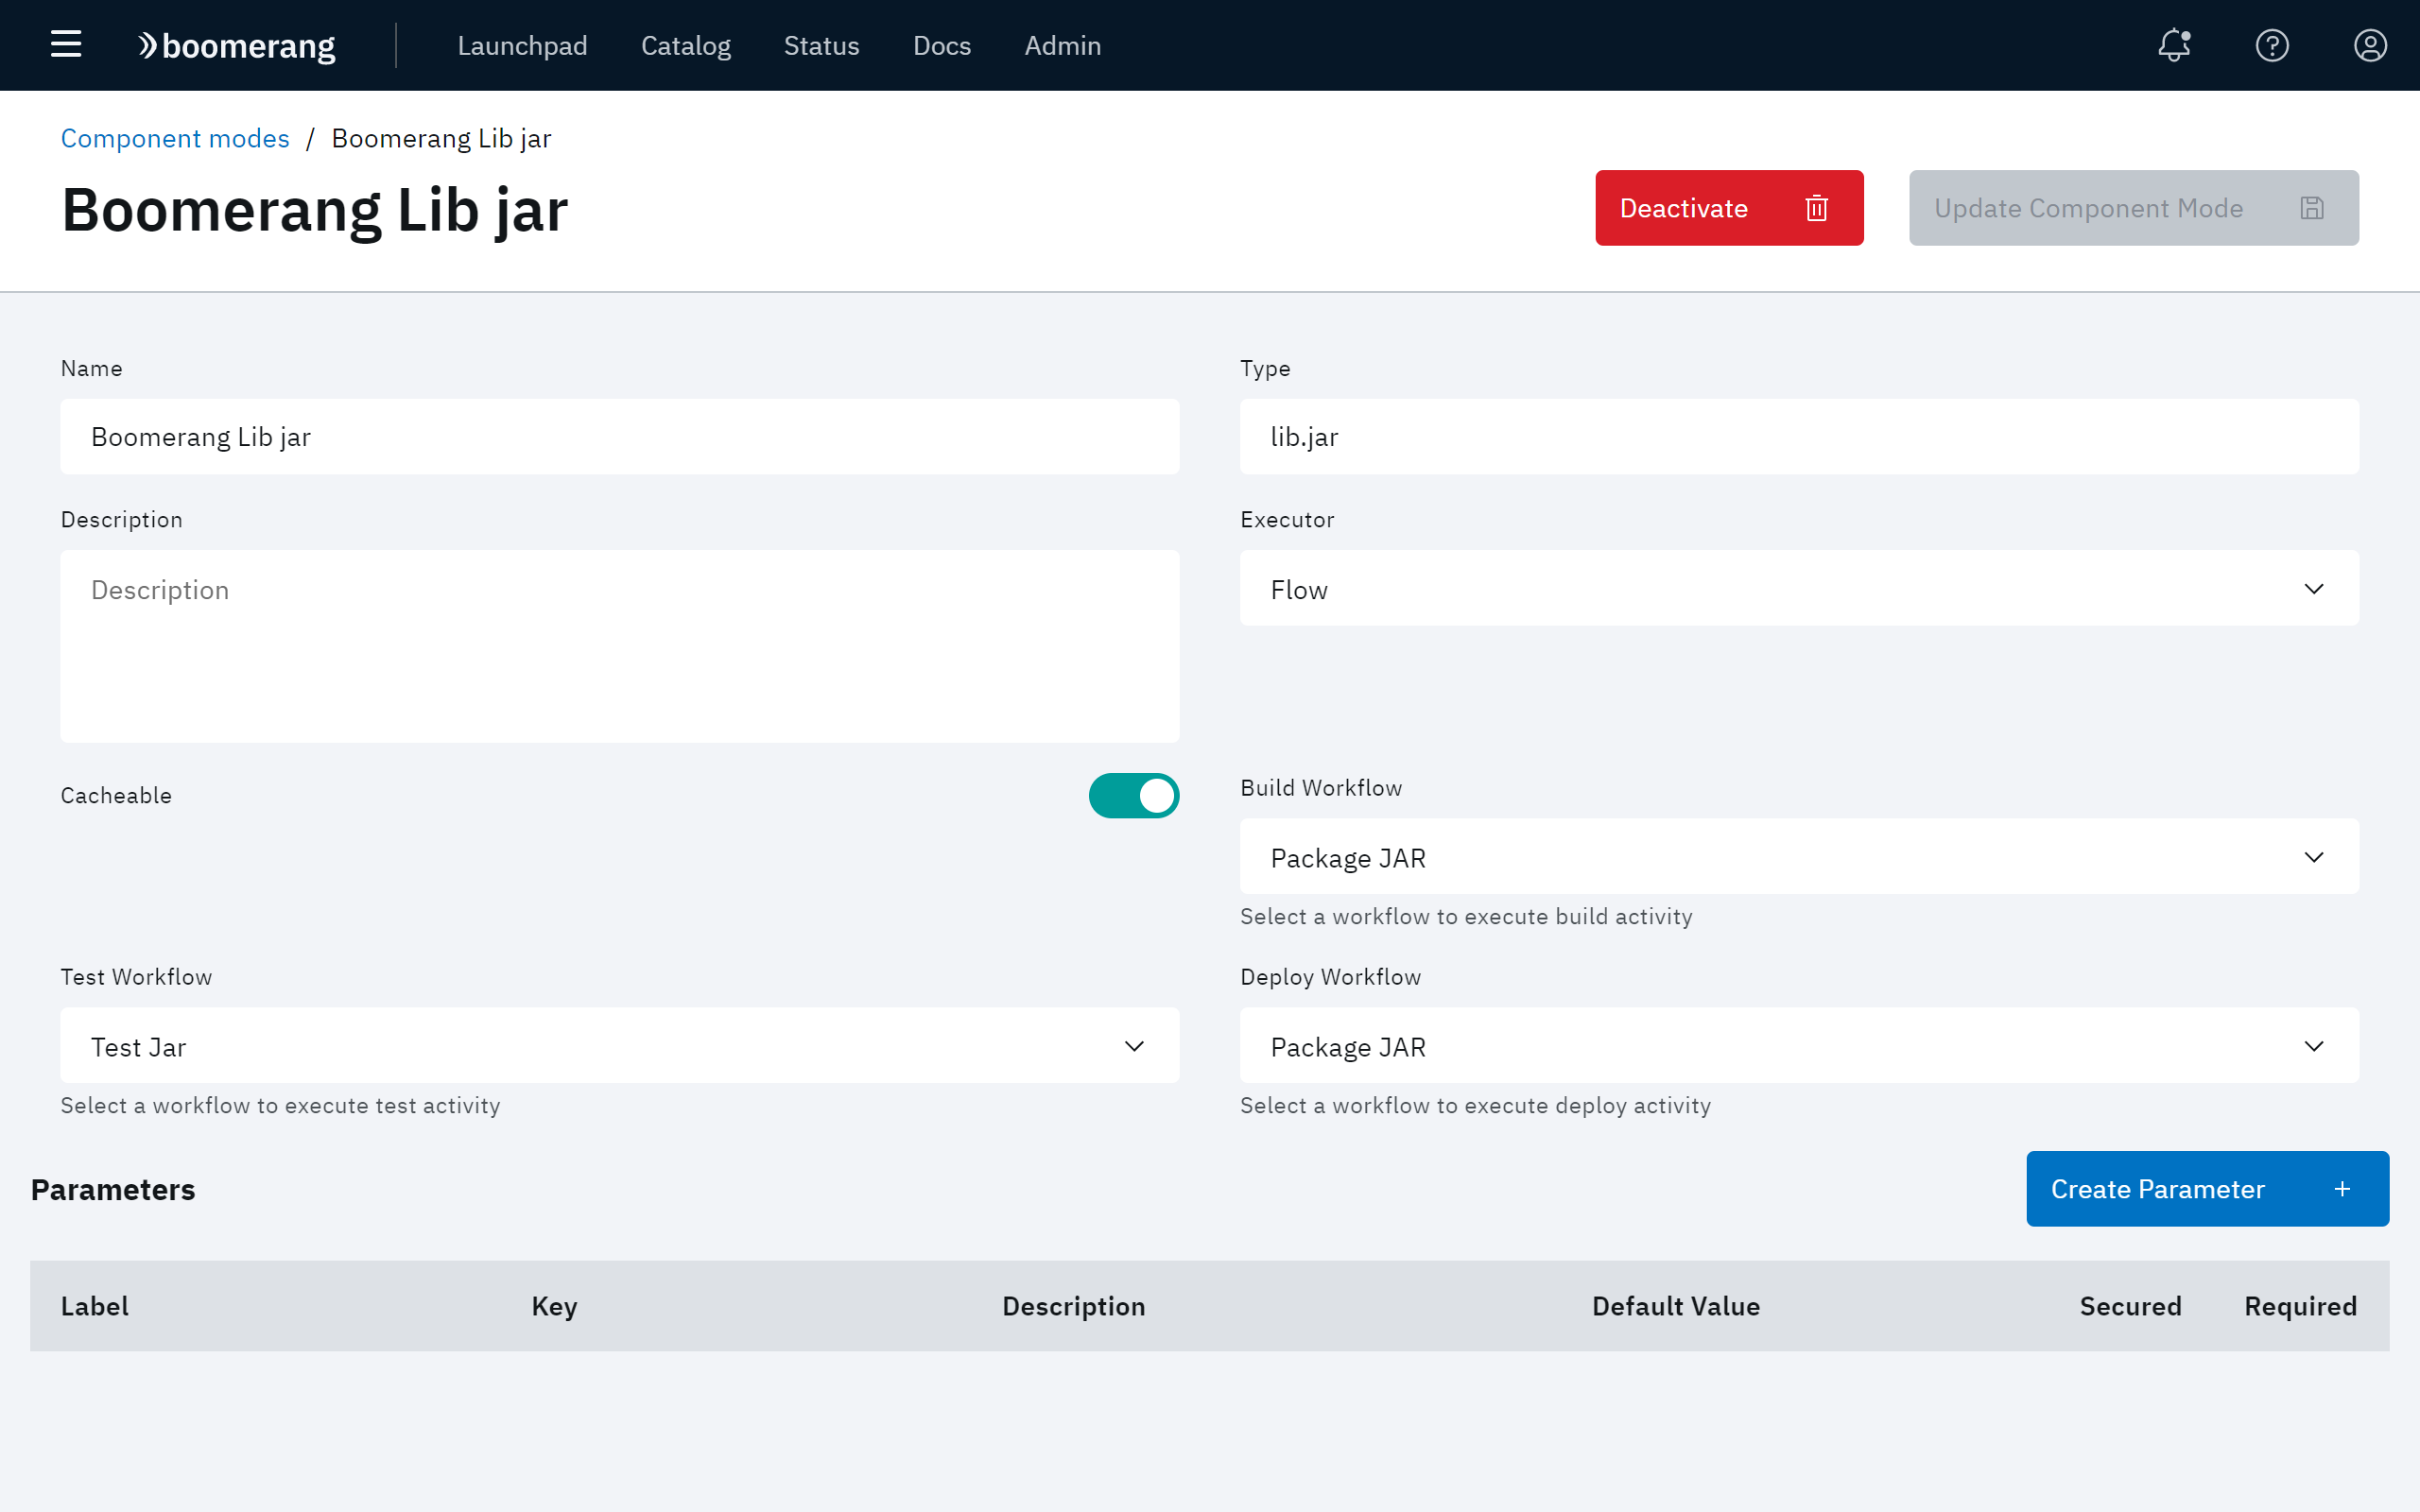 boomerang Launchpad Catalog Status Docs Admin
Component modes / Boomerang Lib jar
Boomerang Lib jar
Deactivate
Update Component Mode
Name
Boomerang Lib jar
Type
lib.jar
Description
Description
Executor
Flow
Cacheable
Build Workflow
Package JAR
Select a workflow to execute build activity
Test Workflow
Test Jar
Select a workflow to execute test activity
Deploy Workflow
Package JAR
Select a workflow to execute deploy activity
Parameters
Create Parameter +
Label Key Description Default Value Secured Required